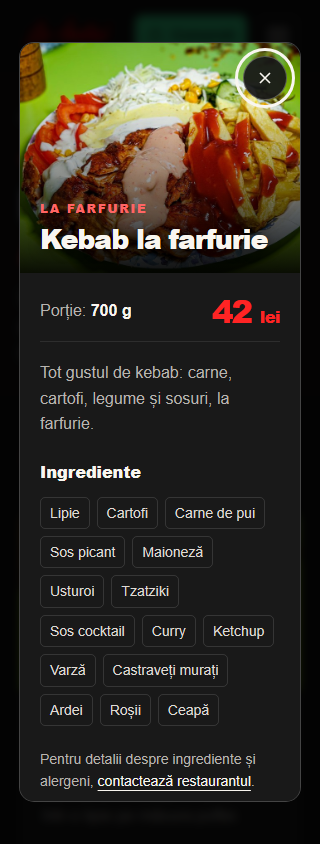 LA FARFURIE
Kebab la farfurie
Porție: 700 g
42 lei
Tot gustul de kebab: carne,
cartofi, legume și sosuri, la
farfurie.
Ingrediente
Lipie
Cartofi
Carne de pui
Sos picant
Maioneză
Usturoi
Tzatziki
Sos cocktail
Curry
Ketchup
Varză
Castraveți murați
Ardei
Roșii
Ceapă
Pentru detalii despre ingrediente și
alergeni, contactează restaurantul.